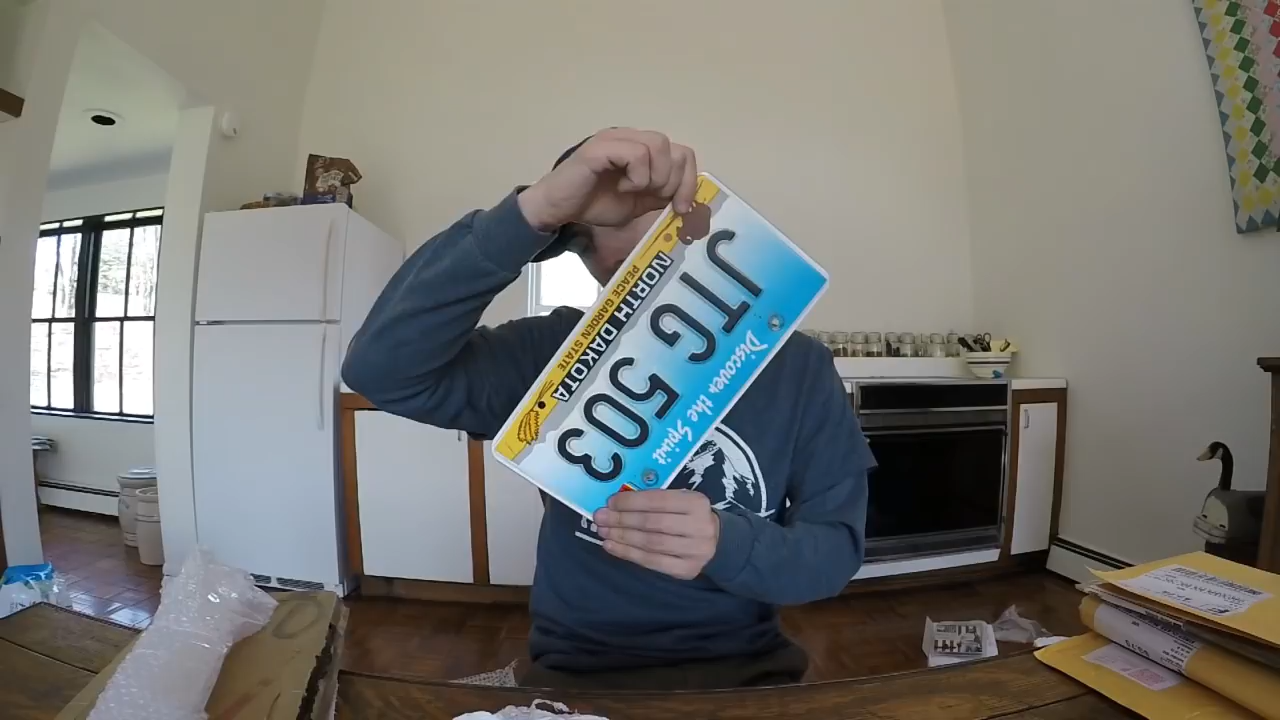 Discover the Spirit
JTG 503
NORTH DAKOTA
PEACE GARDEN STATE